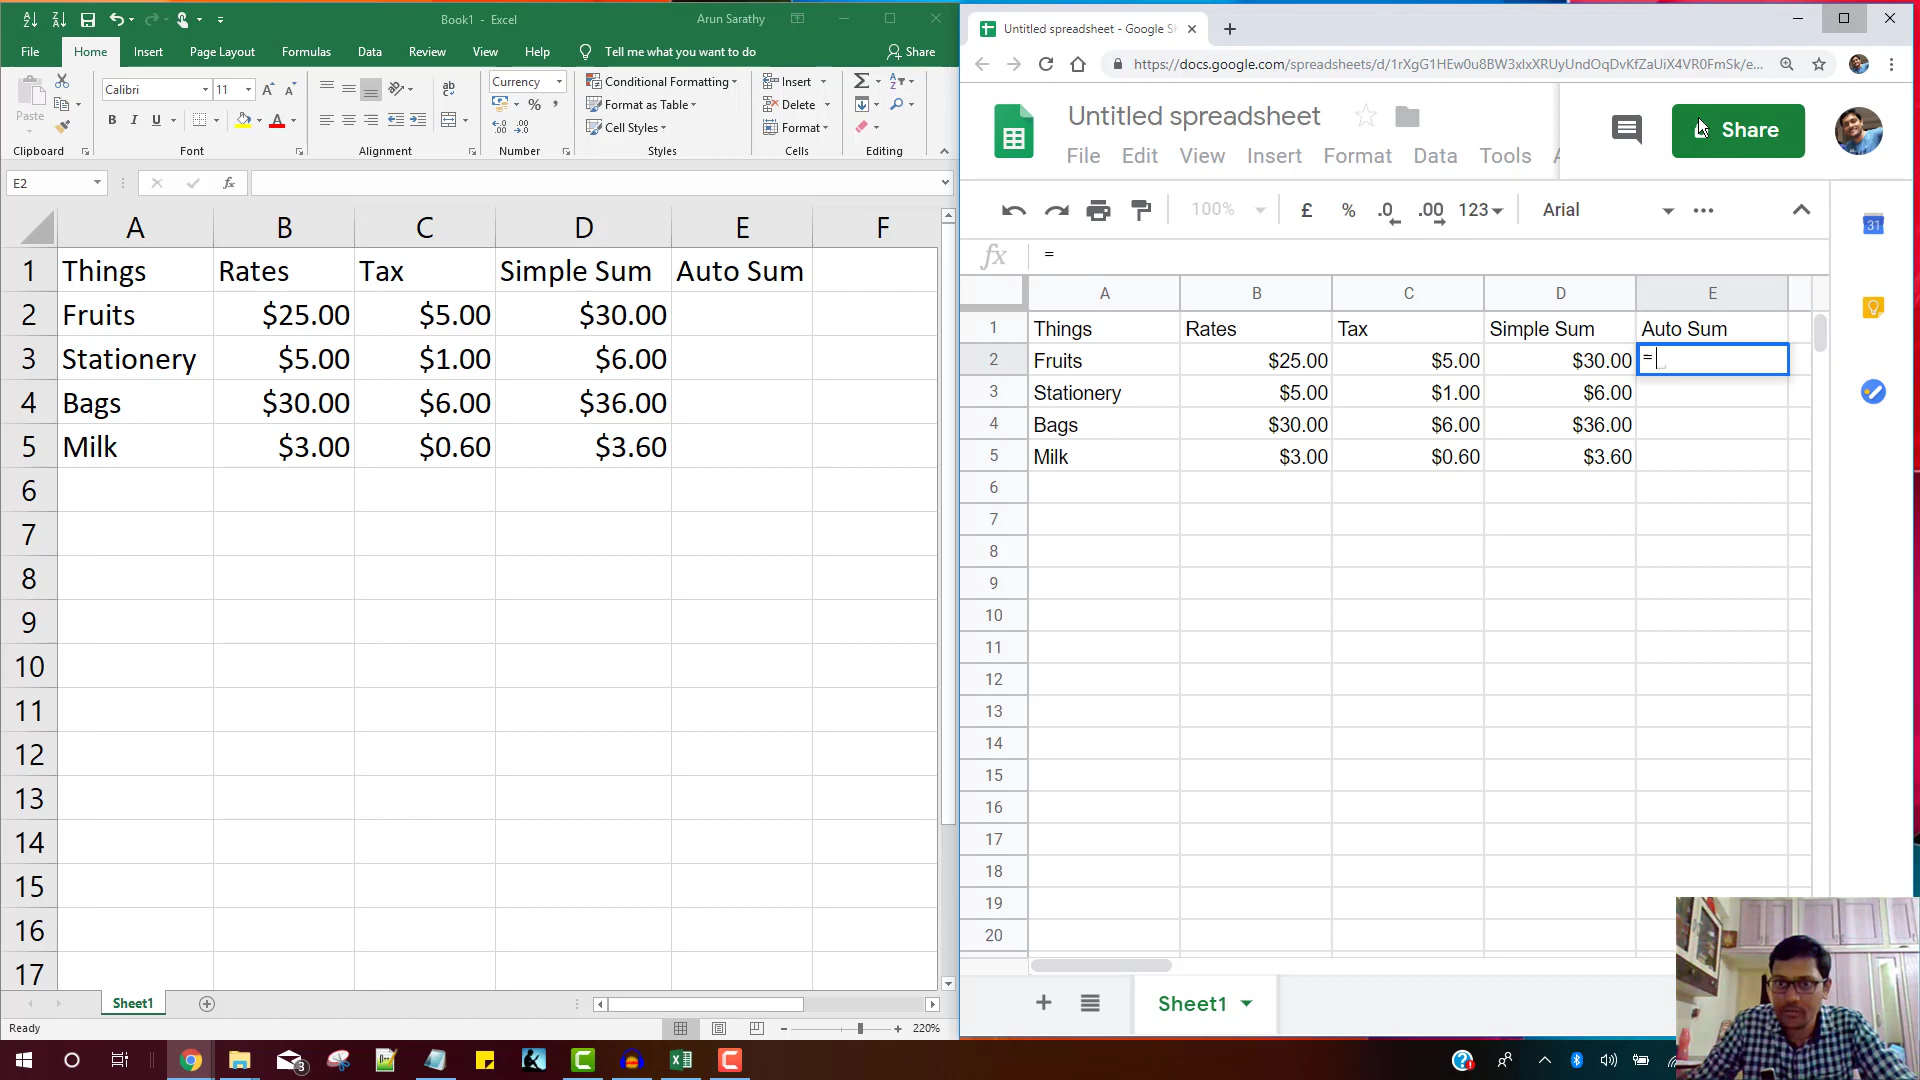 Book1 - Excel
Arun Sarathy
File Home Insert Page Layout Formulas Data Review View Help Tell me what you want to do Share
Paste
Calibri 11
B I U
Currency
Conditional Formatting
Format as Table
Cell Styles
Insert
Delete
Format
Clipboard Font Alignment Number Styles Cells Editing
E2
fx
A B C D E F
1 Things Rates Tax Simple Sum Auto Sum
2 Fruits $25.00 $5.00 $30.00
3 Stationery $5.00 $1.00 $6.00
4 Bags $30.00 $6.00 $36.00
5 Milk $3.00 $0.60 $3.60
6
7
8
9
10
11
12
13
14
15
16
17
Sheet1
Ready
220%
Untitled spreadsheet - Google Sh
https://docs.google.com/spreadsheets/d/1rXgG1HEw0u8BW3xlxXRUyUndOqDvKfZaUiX4VR0FmSk/e...
Untitled spreadsheet
Share
File Edit View Insert Format Data Tools
100% £ % .0 .00 123 Arial
fx =
A B C D E
1 Things Rates Tax Simple Sum Auto Sum
2 Fruits $25.00 $5.00 $30.00 =
3 Stationery $5.00 $1.00 $6.00
4 Bags $30.00 $6.00 $36.00
5 Milk $3.00 $0.60 $3.60
6
7
8
9
10
11
12
13
14
15
16
17
18
19
20
Sheet1
31
3